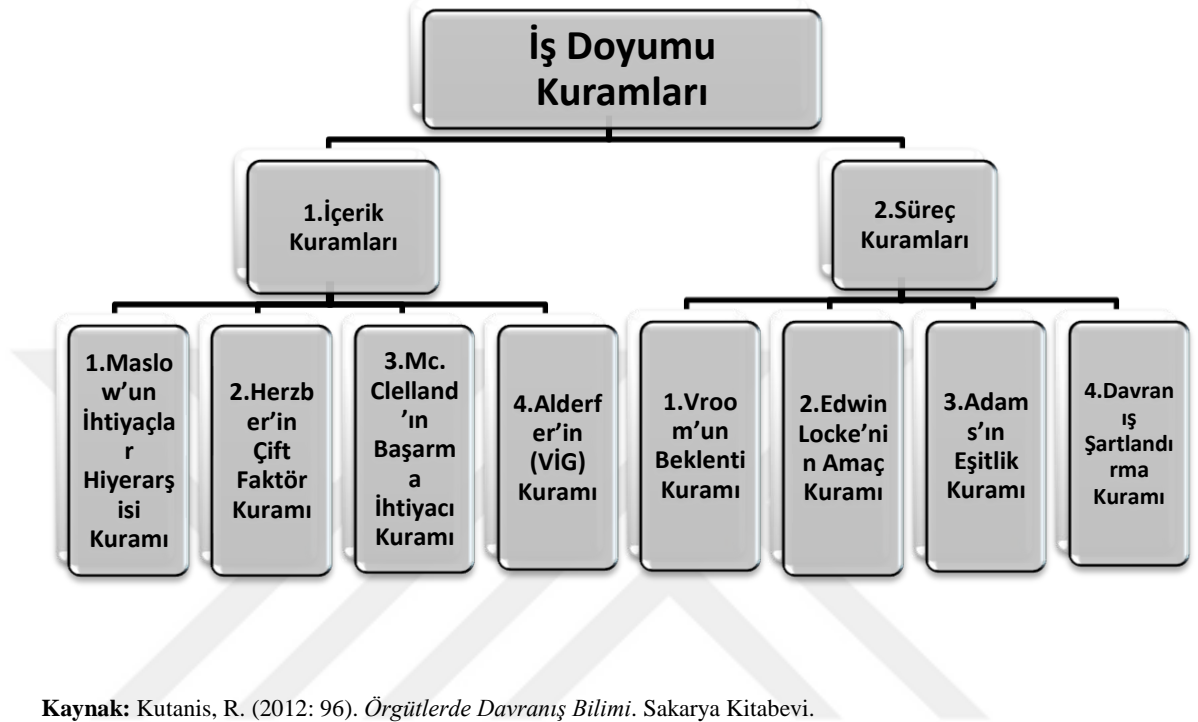 İş Doyumu
Kuramları
1.İçerik
Kuramları
2.Süreç
Kuramları
1.Maslo
w’un
İhtiyaçla
r
Hiyerarş
isi
Kuramı
2.Herzb
er’in
Çift
Faktör
Kuramı
3.Mc.
Clelland
’ın
Başarm
a
İhtiyacı
Kuramı
4.Alderf
er’in
(VİG)
Kuramı
1.Vroo
m’un
Beklenti
Kuramı
2.Edwin
Locke’ni
n Amaç
Kuramı
3.Adam
s’ın
Eşitlik
Kuramı
4.Davran
ış
Şartlandı
rma
Kuramı
Kaynak: Kutanis, R. (2012: 96). Örgütlerde Davranış Bilimi. Sakarya Kitabevi.